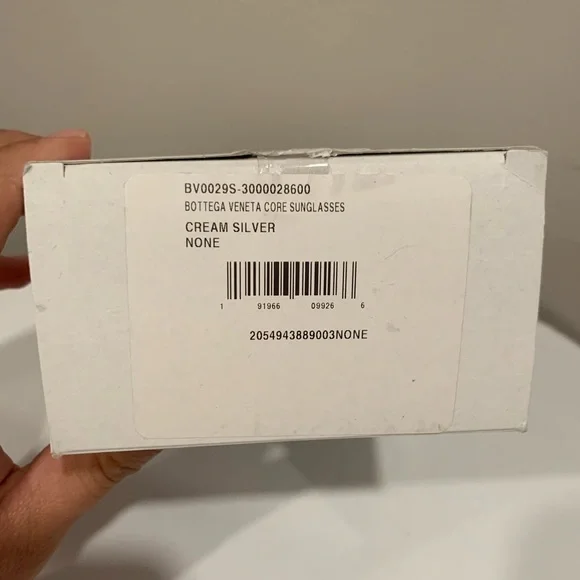 BV0029S-3000028600
BOTTEGA VENETA CORE SUNGLASSES
CREAM SILVER
NONE
1 91966 09926 6
2054943889003NONE